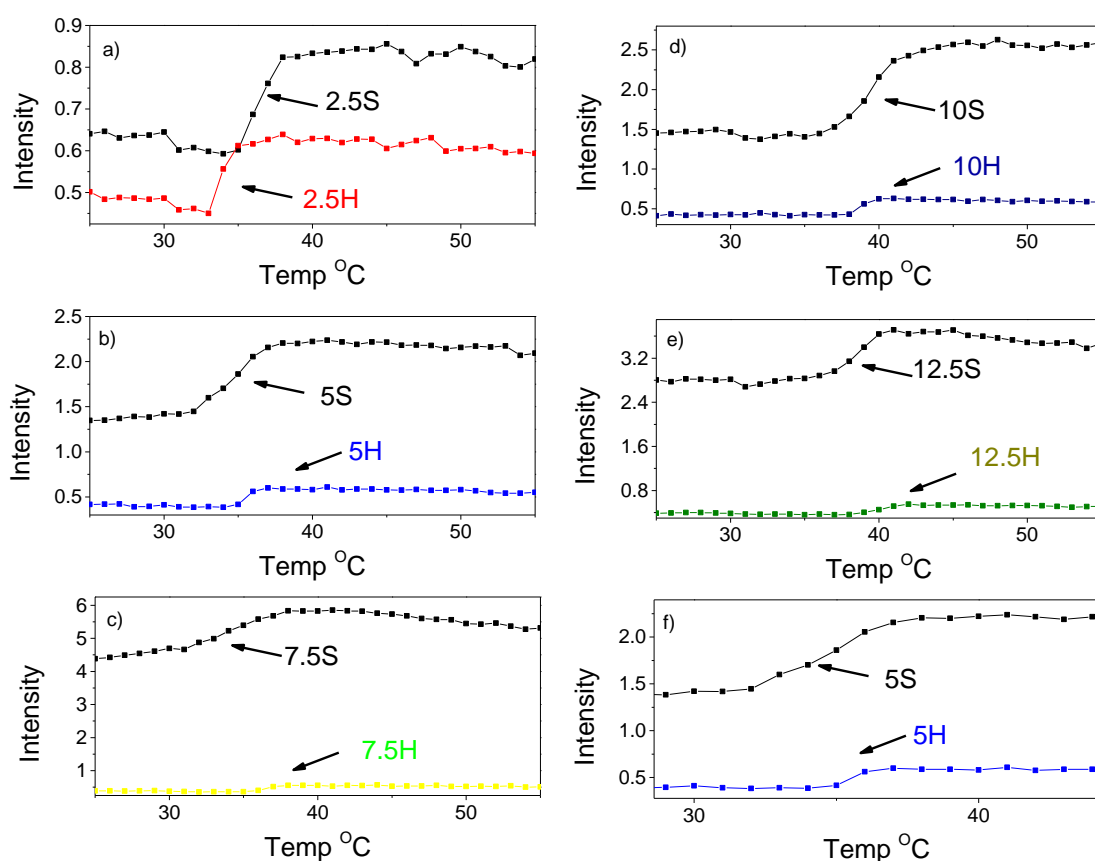 a)
0.9
0.8
0.7
0.6
0.5
Intensity
2.5S
2.5H
30
40
50
Temp °C
b)
2.5
2.0
1.5
1.0
0.5
Intensity
5S
5H
30
40
50
Temp °C
c)
6
5
4
3
2
1
Intensity
7.5S
7.5H
30
40
50
Temp °C
d)
2.5
2.0
1.5
1.0
0.5
Intensity
10S
10H
30
40
50
Temp °C
e)
3.2
2.4
1.6
0.8
Intensity
12.5S
12.5H
30
40
50
Temp °C
f)
2.0
1.5
1.0
0.5
Intensity
5S
5H
30
40
Temp °C